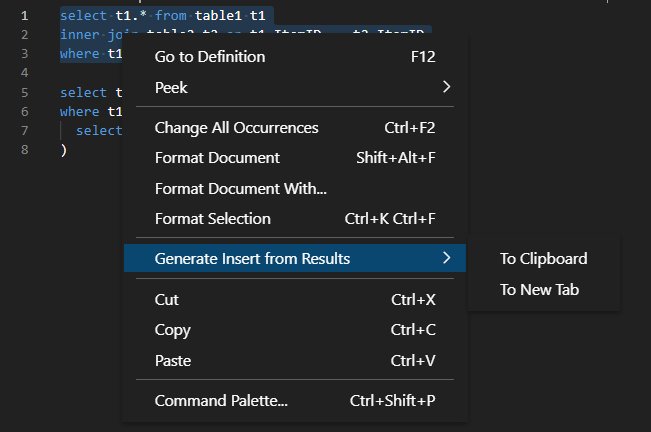 1 select t1.* from table1 t1
2 inner join table2 t2 on t1.ItemID = t2.ItemID
3 where t1
4
5 select t
6 where t1
7 select
8 )
Go to Definition F12
Peek
Change All Occurrences Ctrl+F2
Format Document Shift+Alt+F
Format Document With...
Format Selection Ctrl+K Ctrl+F
Generate Insert from Results
To Clipboard
To New Tab
Cut Ctrl+X
Copy Ctrl+C
Paste Ctrl+V
Command Palette... Ctrl+Shift+P